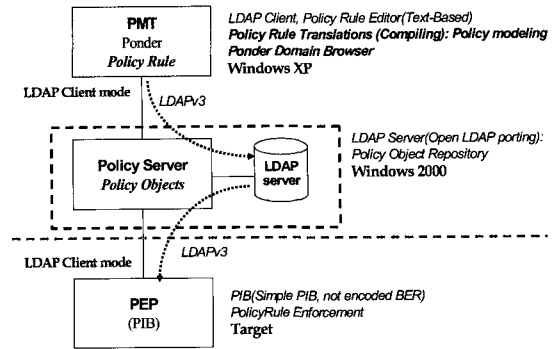 PMT
Ponder
Policy Rule
LDAP Client, Policy Rule Editor(Text-Based)
Policy Rule Translations (Compiling): Policy modeling
Ponder Domain Browser
Windows XP
LDAP Client mode
LDAPv3
Policy Server
Policy Objects
LDAP
server
LDAP Server(Open LDAP porting):
Policy Object Repository
Windows 2000
LDAPv3
LDAP Client mode
PEP
(PIB)
PIB(Simple PIB, not encoded BER)
PolicyRule Enforcement
Target